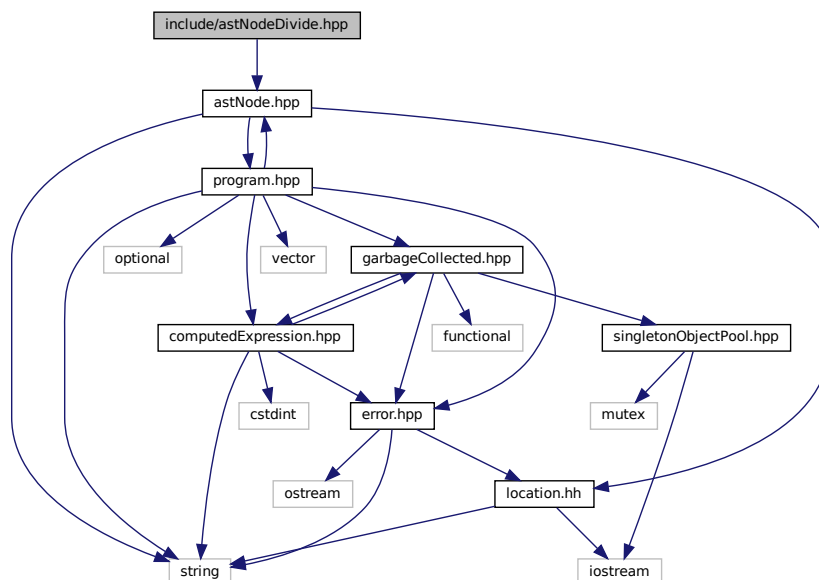 include/astNodeDivide.hpp
astNode.hpp
program.hpp
optional
vector
garbageCollected.hpp
computedExpression.hpp
functional
singletonObjectPool.hpp
cstdint
error.hpp
mutex
ostream
location.hh
string
iostream